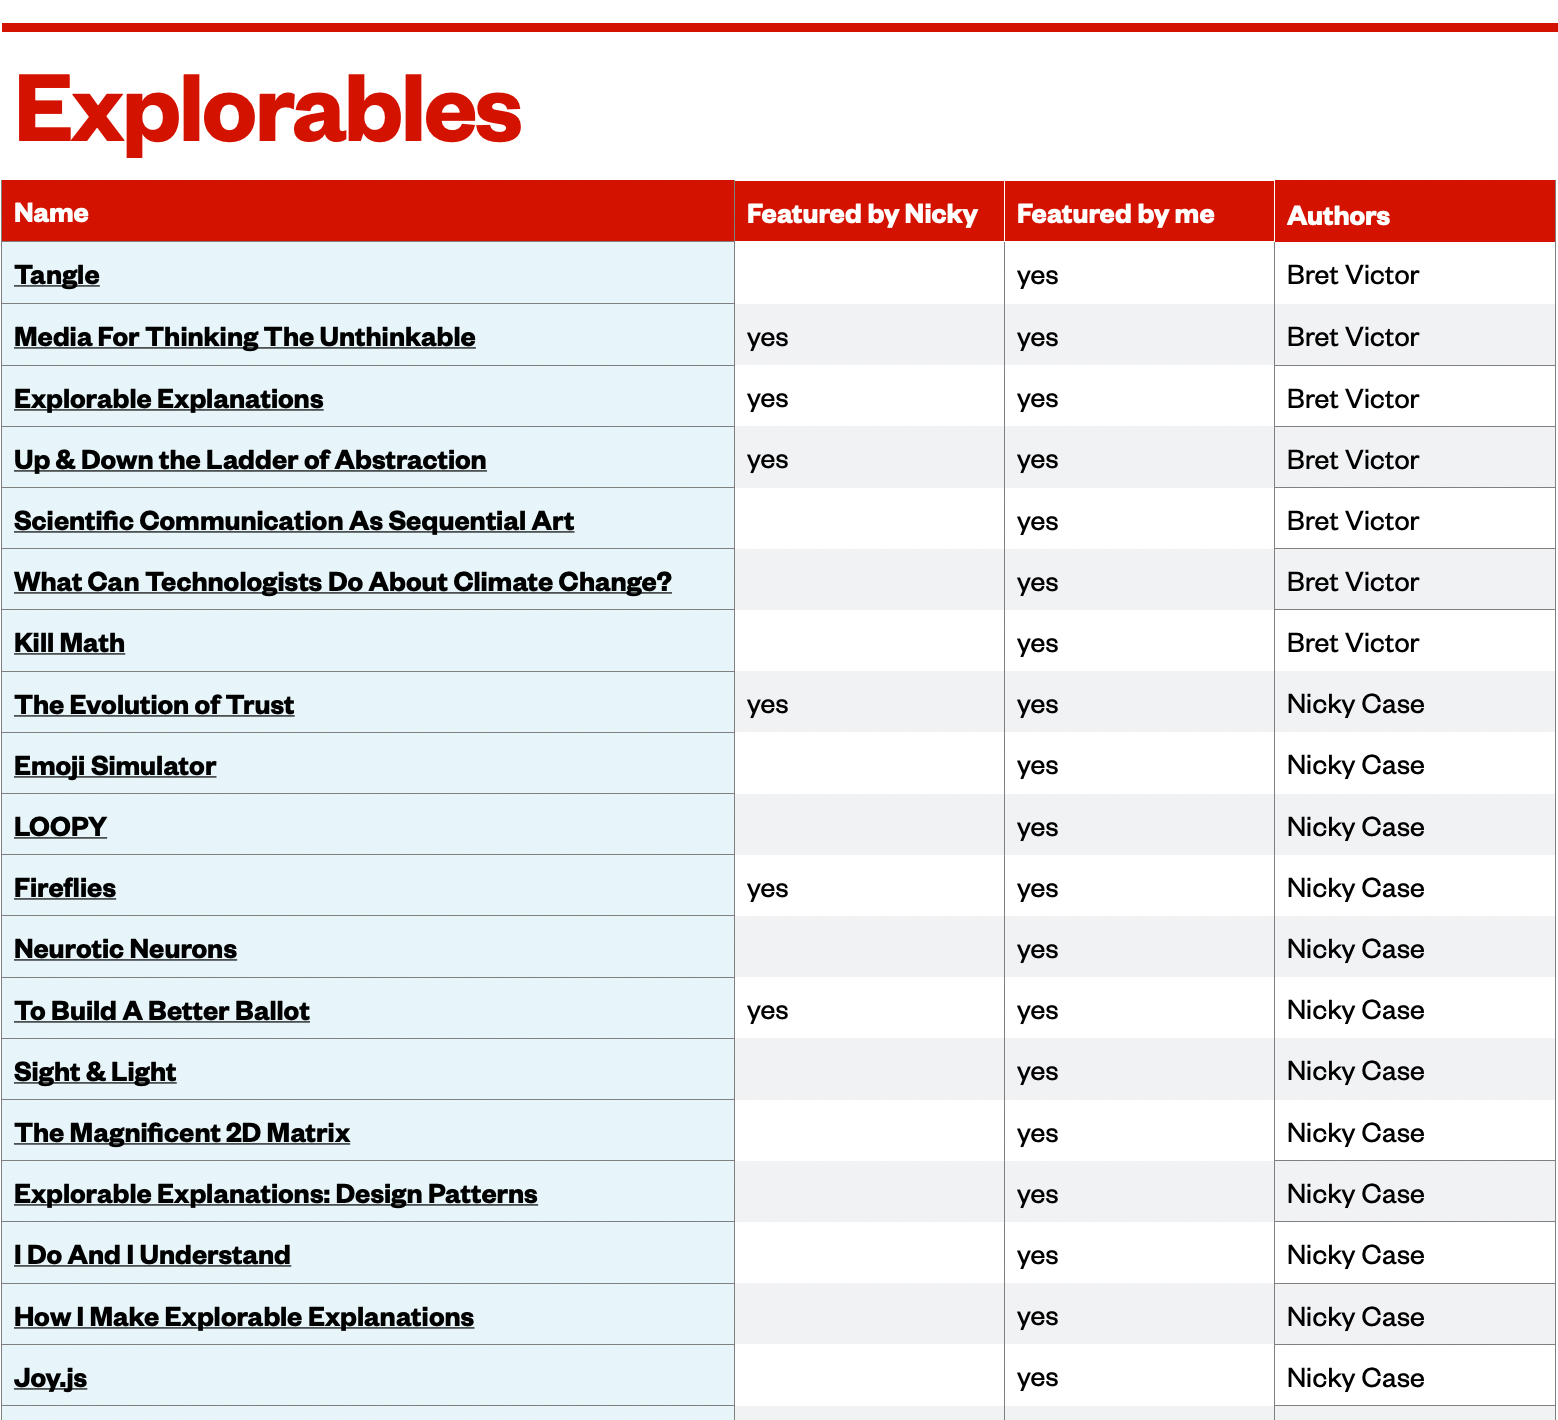 Explorables
Name Featured by Nicky Featured by me Authors
Tangle yes Bret Victor
Media For Thinking The Unthinkable yes yes Bret Victor
Explorable Explanations yes yes Bret Victor
Up & Down the Ladder of Abstraction yes yes Bret Victor
Scientific Communication As Sequential Art yes Bret Victor
What Can Technologists Do About Climate Change? yes Bret Victor
Kill Math yes Bret Victor
The Evolution of Trust yes yes Nicky Case
Emoji Simulator yes Nicky Case
LOOPY yes Nicky Case
Fireflies yes yes Nicky Case
Neurotic Neurons yes Nicky Case
To Build A Better Ballot yes yes Nicky Case
Sight & Light yes Nicky Case
The Magnificent 2D Matrix yes Nicky Case
Explorable Explanations: Design Patterns yes Nicky Case
I Do And I Understand yes Nicky Case
How I Make Explorable Explanations yes Nicky Case
Joy.js yes Nicky Case